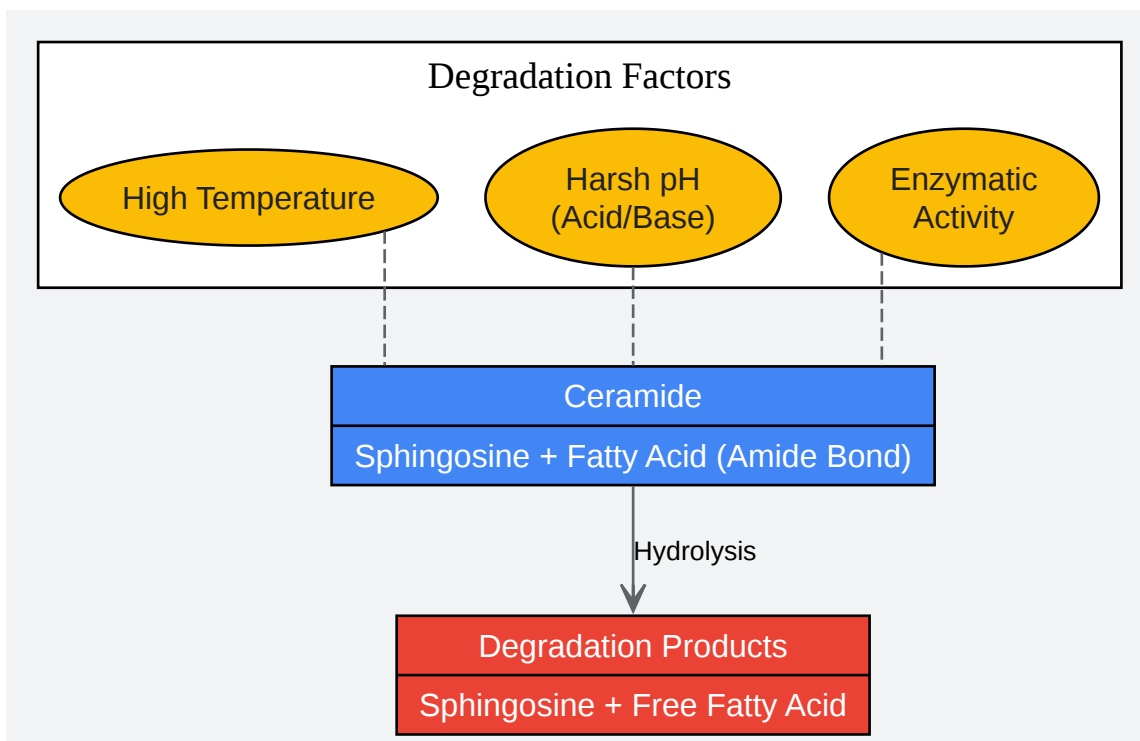 Degradation Factors
High Temperature
Harsh pH
(Acid/Base)
Enzymatic
Activity
Ceramide
Sphingosine + Fatty Acid (Amide Bond)
Hydrolysis
Degradation Products
Sphingosine + Free Fatty Acid